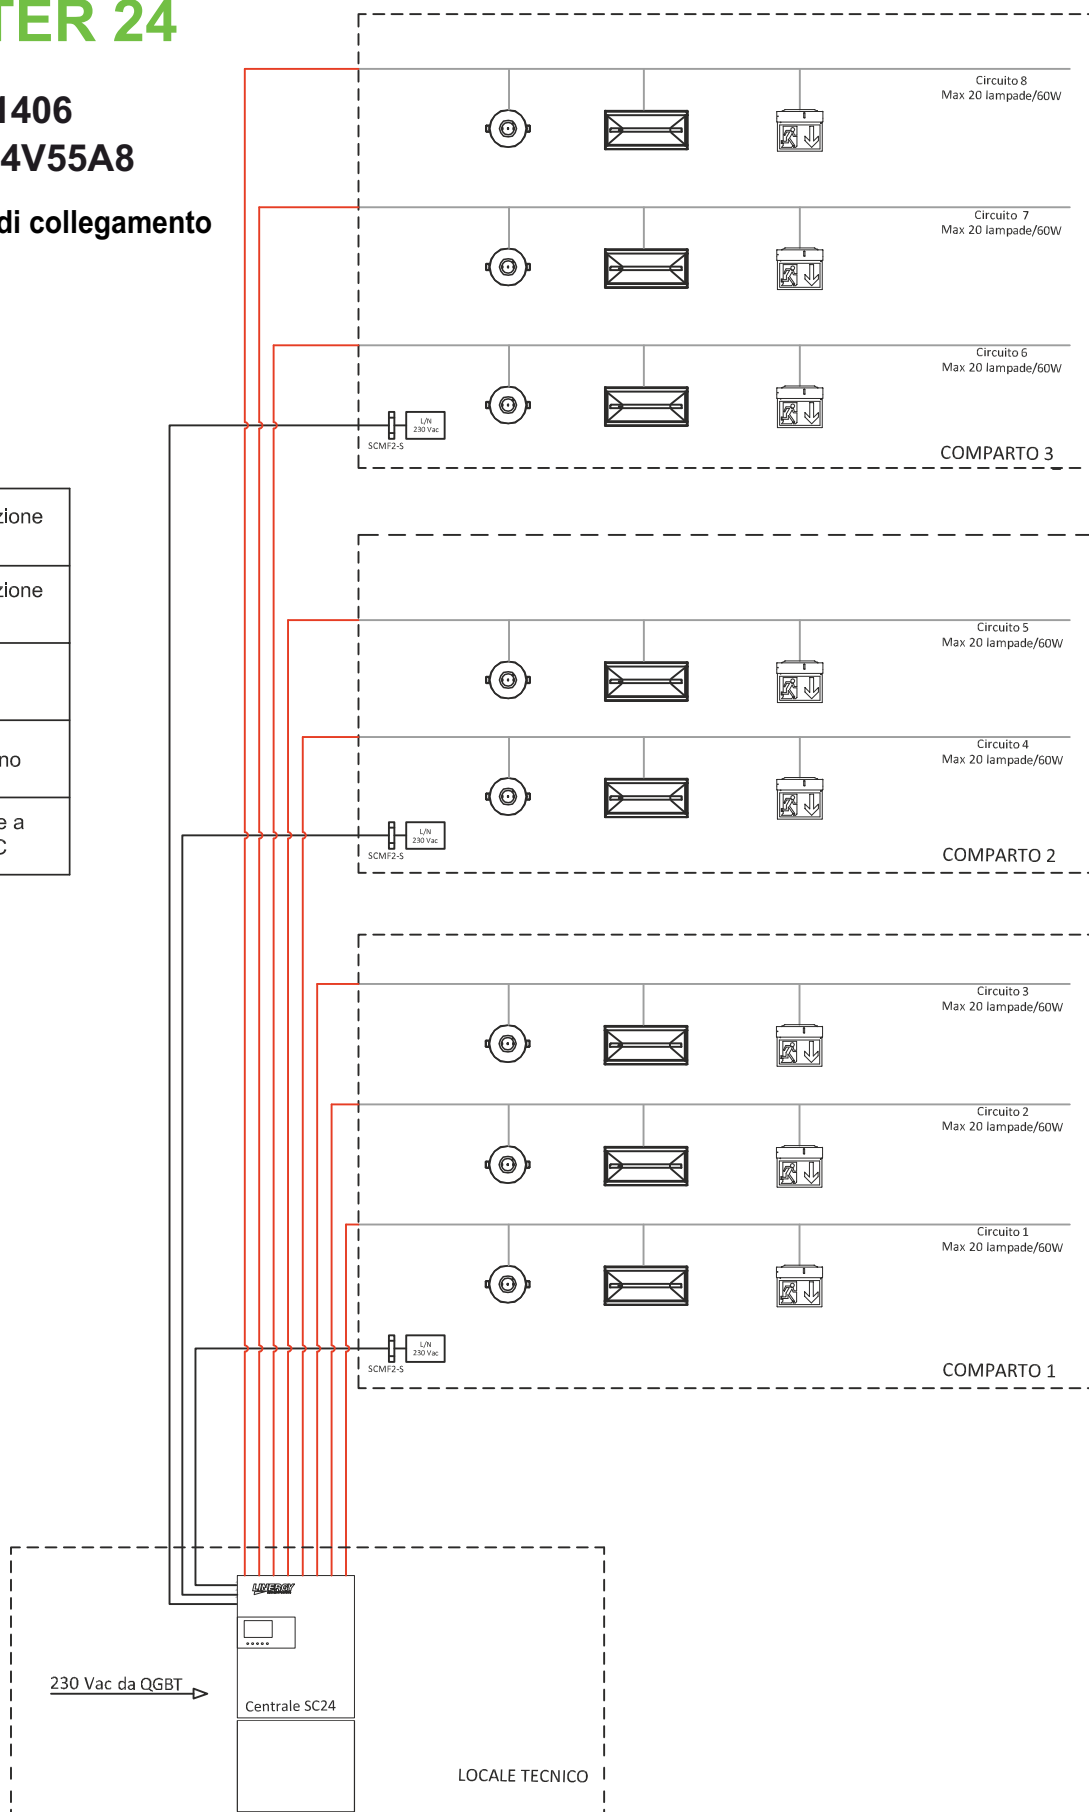 TER 24
1406
4V55A8
di collegamento
zione
zione
no
e a
C
Circuito 8
Max 20 lampade/60W
Circuito 7
Max 20 lampade/60W
Circuito 6
Max 20 lampade/60W
L/N
230 Vac
SCMF2-S
COMPARTO 3
Circuito 5
Max 20 lampade/60W
Circuito 4
Max 20 lampade/60W
L/N
230 Vac
SCMF2-S
COMPARTO 2
Circuito 3
Max 20 lampade/60W
Circuito 2
Max 20 lampade/60W
Circuito 1
Max 20 lampade/60W
L/N
230 Vac
SCMF2-S
COMPARTO 1
LINERGY
230 Vac da QGBT
Centrale SC24
LOCALE TECNICO